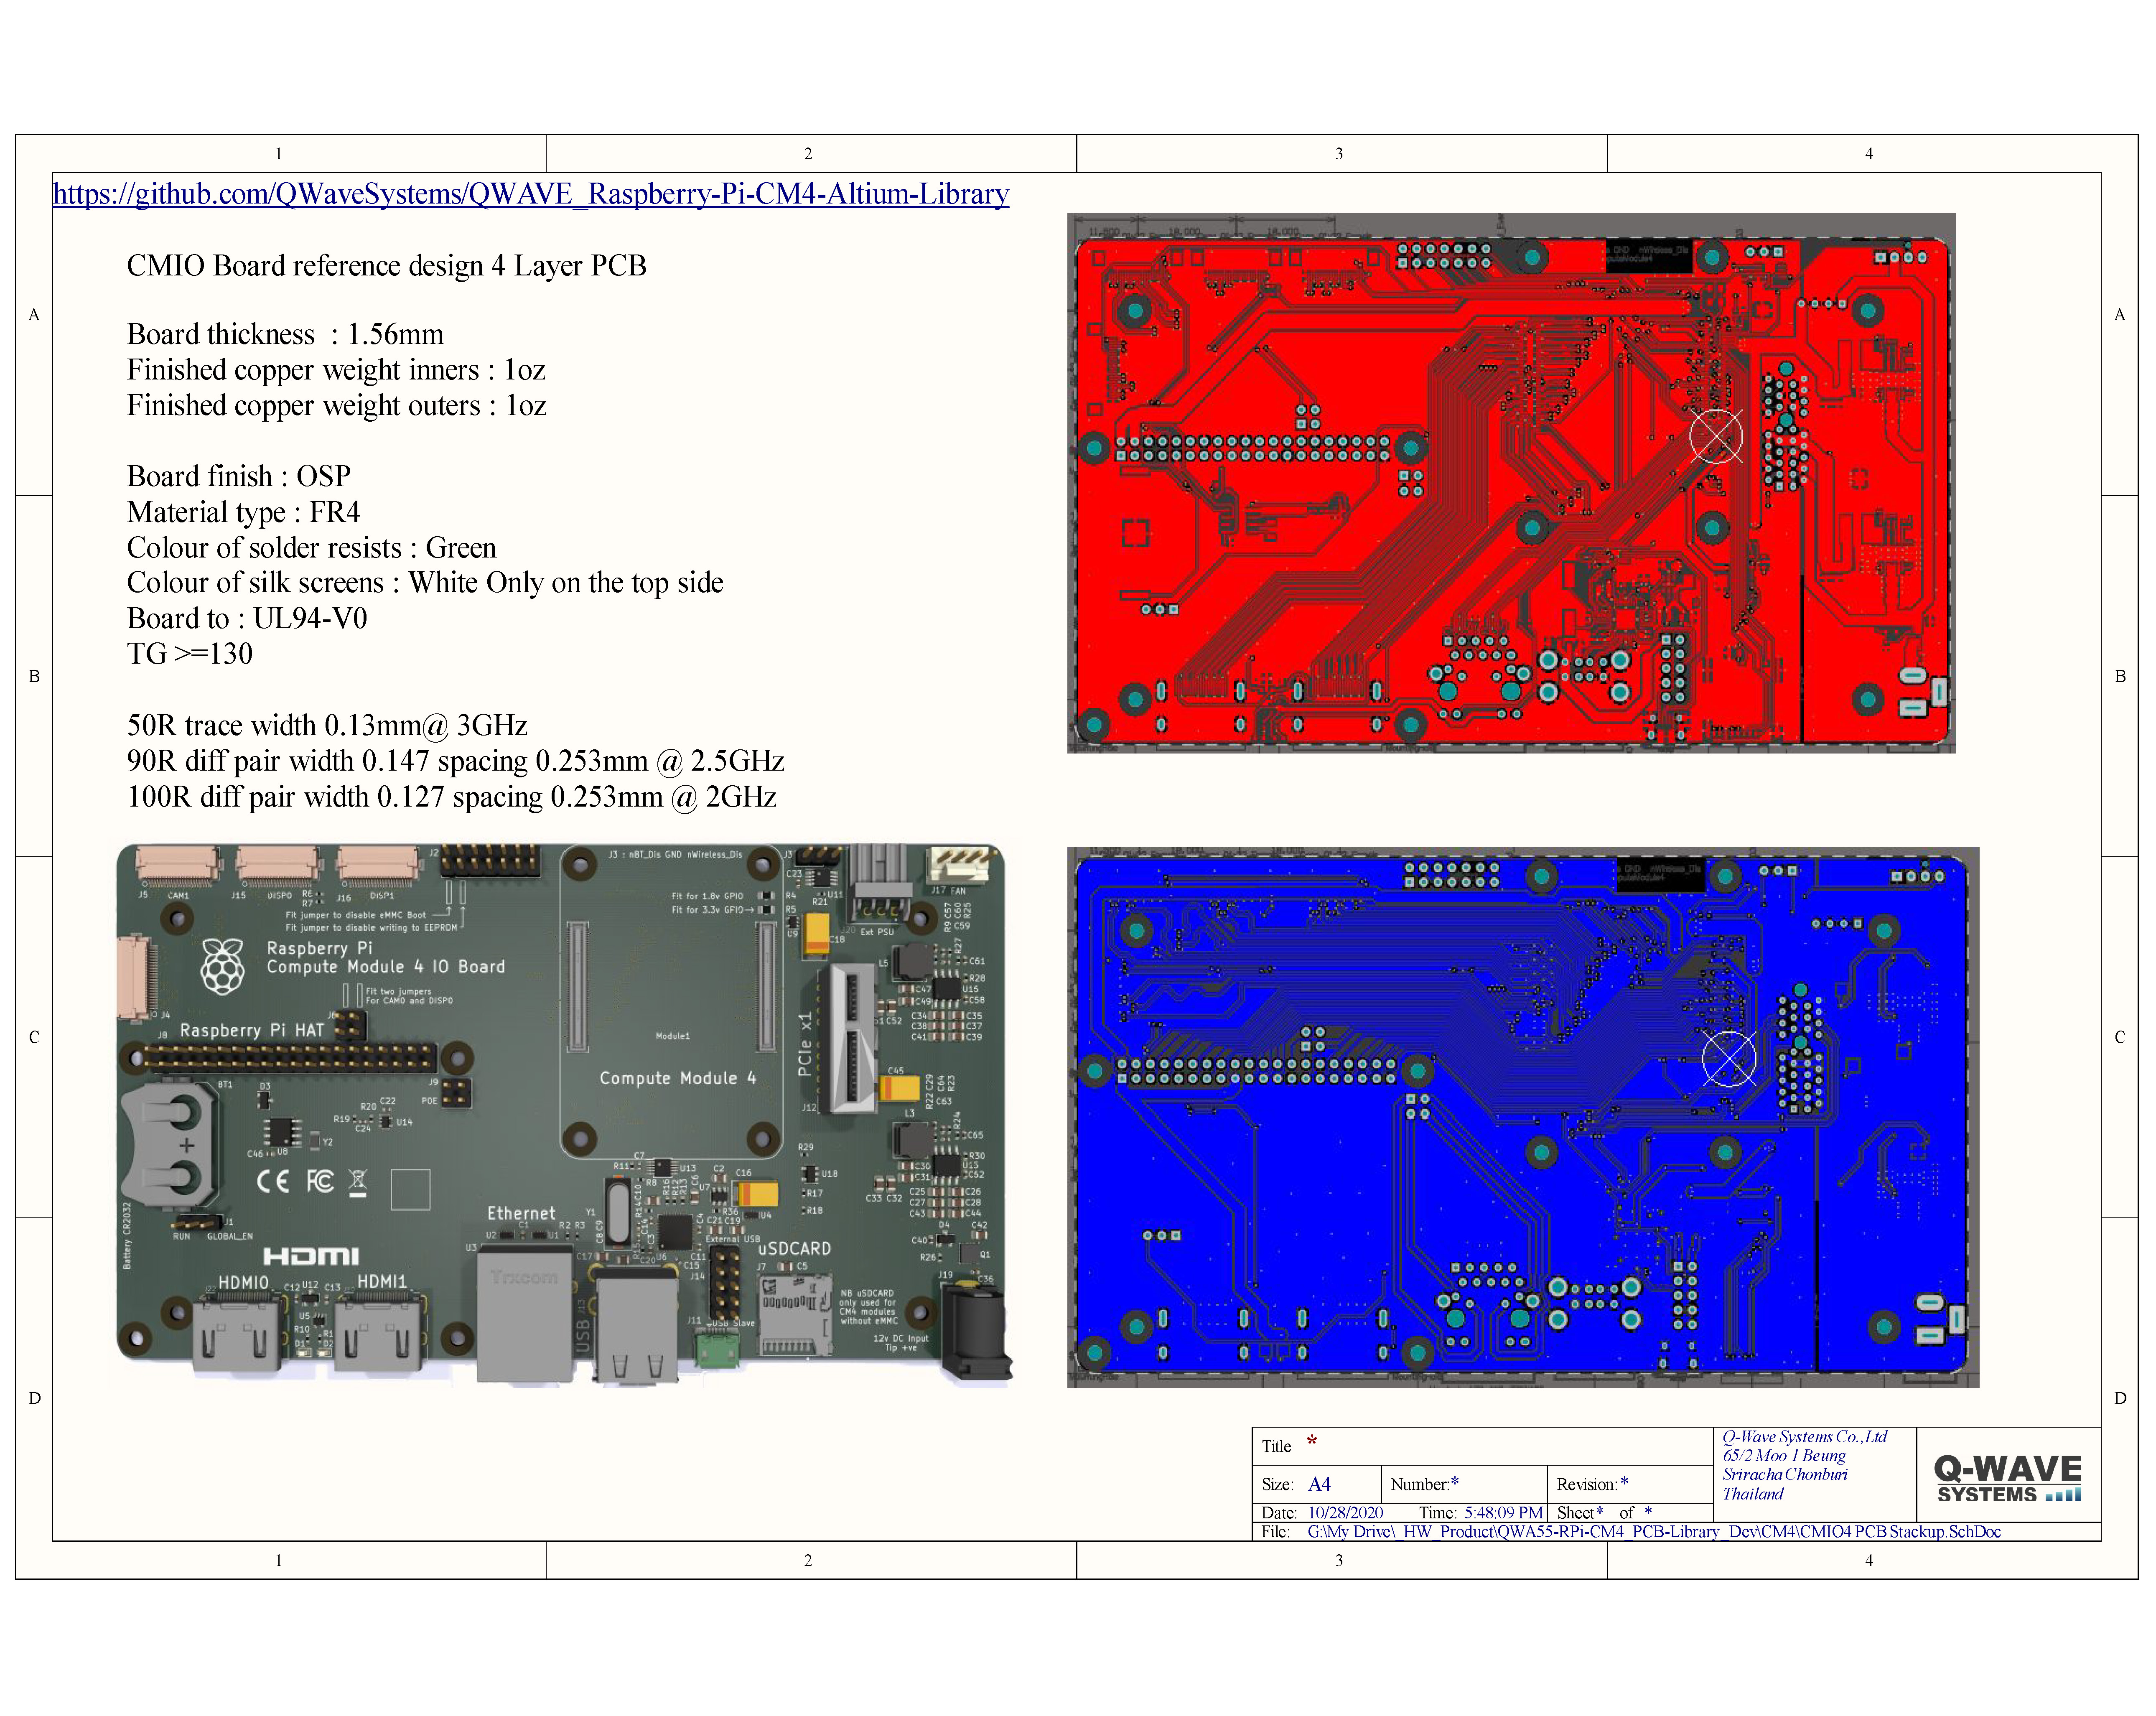 1
2
3
4
A
B
C
D
https://github.com/QWaveSystems/QWAVE_Raspberry-Pi-CM4-Altium-Library
CMIO Board reference design 4 Layer PCB
Board thickness : 1.56mm
Finished copper weight inners : 1oz
Finished copper weight outers : 1oz
Board finish : OSP
Material type : FR4
Colour of solder resists : Green
Colour of silk screens : White Only on the top side
Board to : UL94-V0
TG >=130
50R trace width 0.13mm@ 3GHz
90R diff pair width 0.147 spacing 0.253mm @ 2.5GHz
100R diff pair width 0.127 spacing 0.253mm @ 2GHz
J5 CAM1
J15 DISP0 R6
R7
J16 DISP1
J2
Fit jumper to disable eMMC Boot
Fit jumper to disable writing to EEPROM
Raspberry Pi
Compute Module 4 IO Board
Fit two jumpers
For CAM0 and DISP0
J4
J6
Raspberry Pi HAT
J8
J3 : nBT_Dis GND nWireless_Dis
Fit for 1.8v GPIO R4
Fit for 3.3v GPIO R5
Module1
Compute Module 4
J3
C23
U11
R21
U9
C18
Ext PSU
J17 FAN
R9 C57
C60
C59
R25
R27
L5
C61
R28
U15
C58
C47
C49
C52
C34
C38
C41
C35
C37
C39
PCIe x1
J12
C45
R22 C29
C64
C63
R23
R24
L3
C65
R30
C30
C31
C33 C32
C25
C27
C43
C26
C28
C44
BT1
D3
J9
POE
R20 C22
R19 C24 U14
C46 U8
Y2
CE FC
Battery CR2032
J1
RUN GLOBAL_EN
HDMI
HDMI0
HDMI1
C12 U12 C13
U5
R10
R1
D1 D2
Ethernet
U2 C1 U1
R2 R3
U3
Trxcom
Y1
C17
C7
R11 U13
R8
C2
C16
U7
R36
U4
C21 C19
External USB
U6
C20
C15
J14
USB J13
J11 uUSB Slave
uSDCARD
J7 C5
NB uSDCARD
only used for
CM4 modules
without eMMC
12v DC Input
Tip +ve
R29
U18
R17
R18
D4
C40
R26
C42
Q1
J19
C36
Title *
Size: A4
Number:*
Revision:*
Date: 10/28/2020 Time: 5:48:09 PM
Sheet* of *
File: G:\My Drive\_HW_Product\QWA55-RPi-CM4_PCB-Library_Dev\CM4\CMIO4 PCB Stackup.SchDoc
Q-Wave Systems Co.,Ltd
65/2 Moo 1 Beung
Sriracha Chonburi
Thailand
Q-WAVE
SYSTEMS
A
B
C
D
1
2
3
4